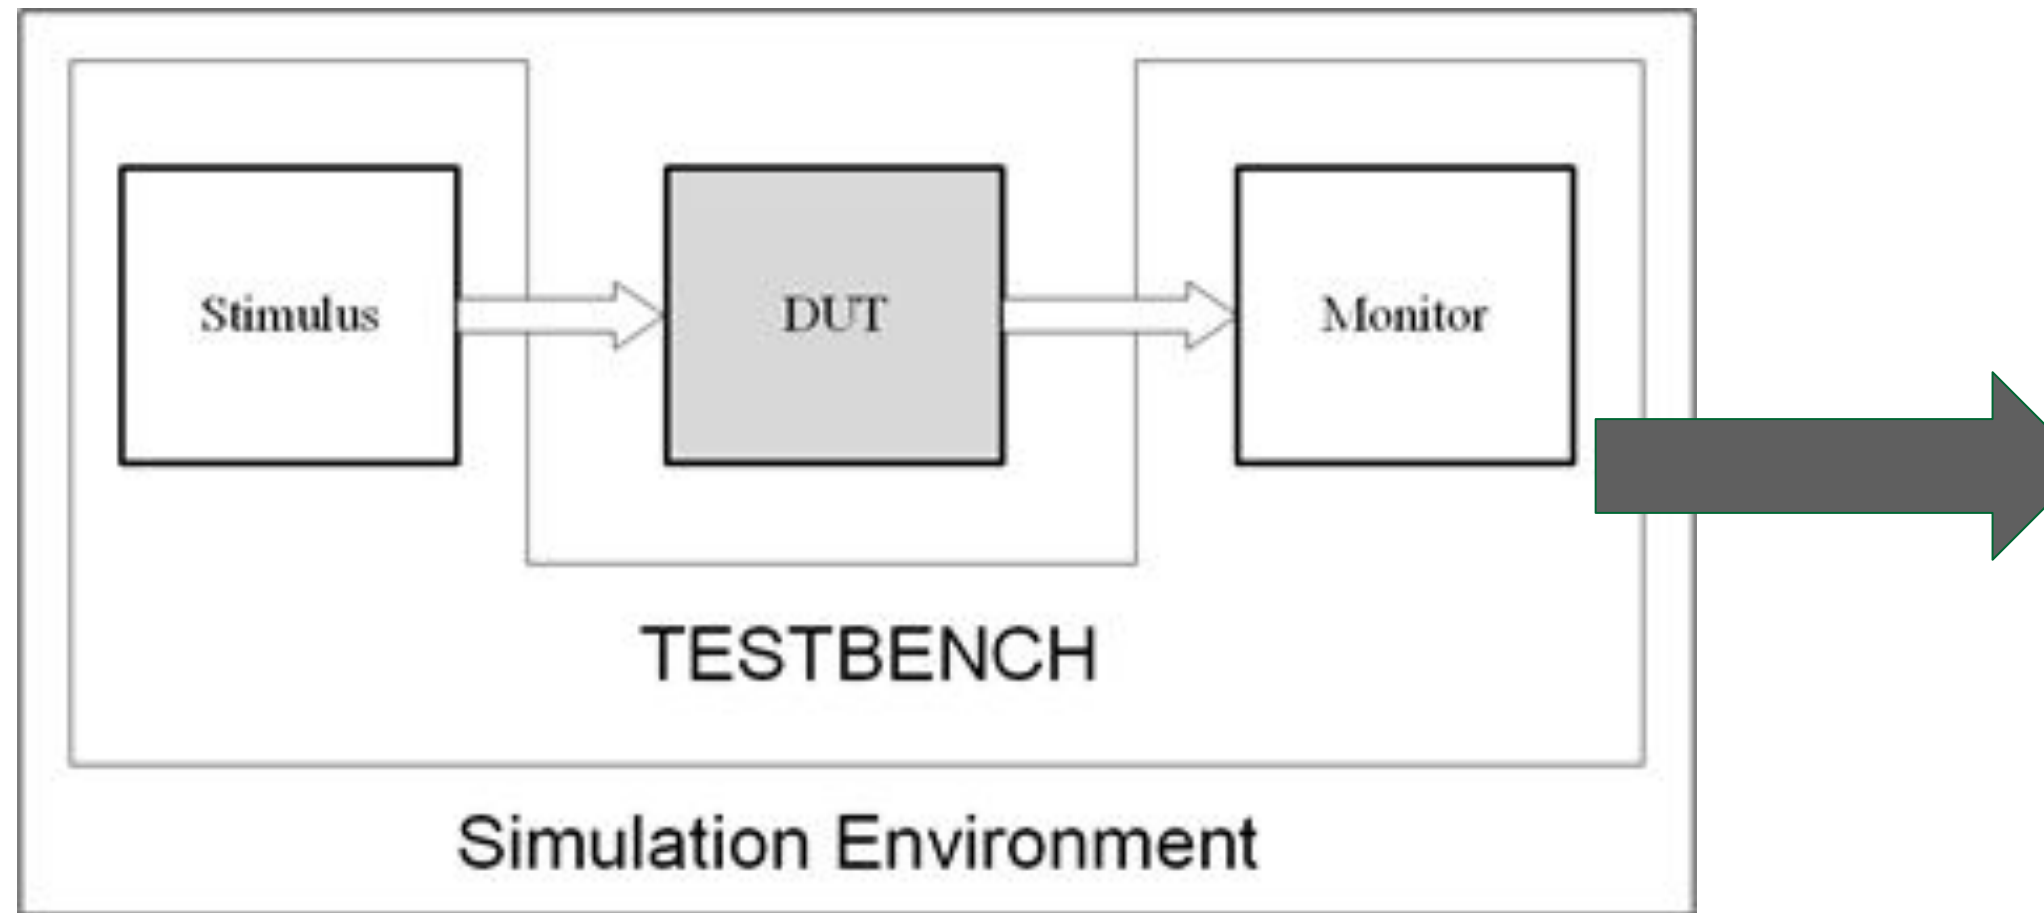 Stimulus
DUT
Monitor
TESTBENCH
Simulation Environment